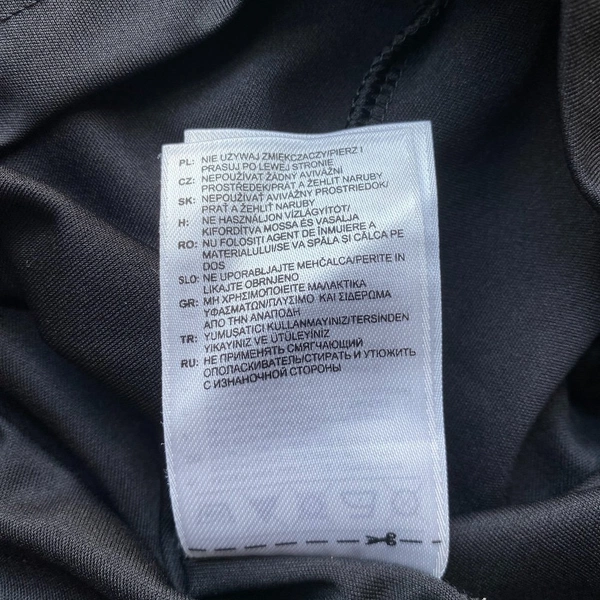 PL: NIE UŻYWAJ ZMIĘKCZACZY/PIERZ I
PRASUJ PO LEWEJ STRONIE
CZ: NEPOUŽÍVAT ŽÁDNÝ AVIVÁŽNÍ
PROSTŘEDEK/PRÁT A ŽEHLIT NARUBY
SK: NEPOUŽÍVAŤ AVIVÁŽNY PROSTRIEDOK/
PRAŤ A ŽEHLIŤ NARUBY
H: NE HASZNÁLJON VÍZLÁGYÍTÓT/
KIFORDÍTVA MOSSA ÉS VASALJA
RO: NU FOLOSIȚI AGENT DE ÎNMUIERE A
MATERIALULUI/SE VA SPĂLA ȘI CĂLCA PE
DOS
SLO: NE UPORABLJAJTE MEHČALCA/PERITE IN
LIKAJTE OBRNJENO
GR: ΜΗ ΧΡΗΣΙΜΟΠΟΙΕΙΤΕ ΜΑΛΑΚΤΙΚΑ
ΥΦΑΣΜΑΤΩΝ/ΠΛΥΣΙΜΟ ΚΑΙ ΣΙΔΕΡΩΜΑ
ΑΠΟ ΤΗΝ ΑΝΑΠΟΔΗ
TR: YUMUŞATICI KULLANMAYINIZ/TERSİNDEN
YIKAYINIZ VE ÜTÜLEYİNİZ
RU: НЕ ПРИМЕНЯТЬ СМЯГЧАЮЩИЙ
ОПОЛАСКИВАТЕЛЬ/СТИРАТЬ И УТЮЖИТЬ
С ИЗНАНОЧНОЙ СТОРОНЫ